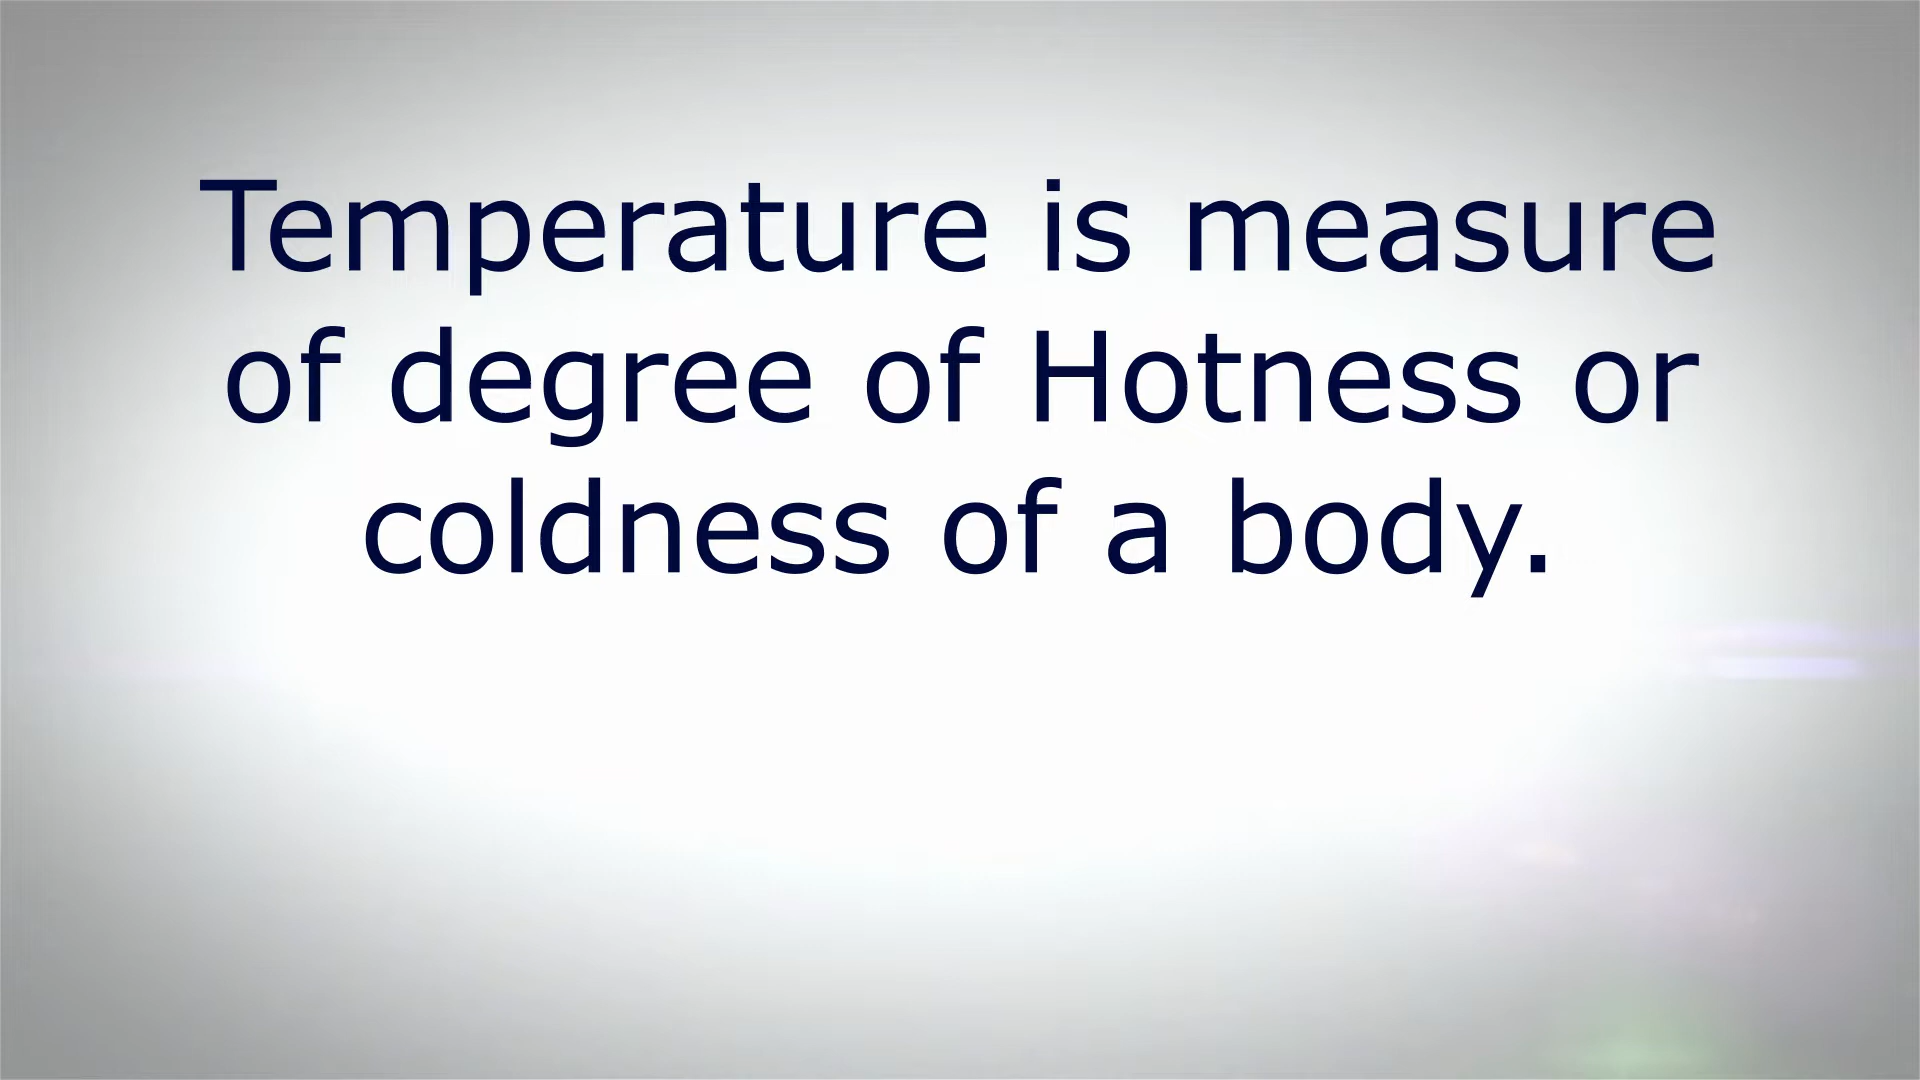 Temperature is measure
of degree of Hotness or
coldness of a body.